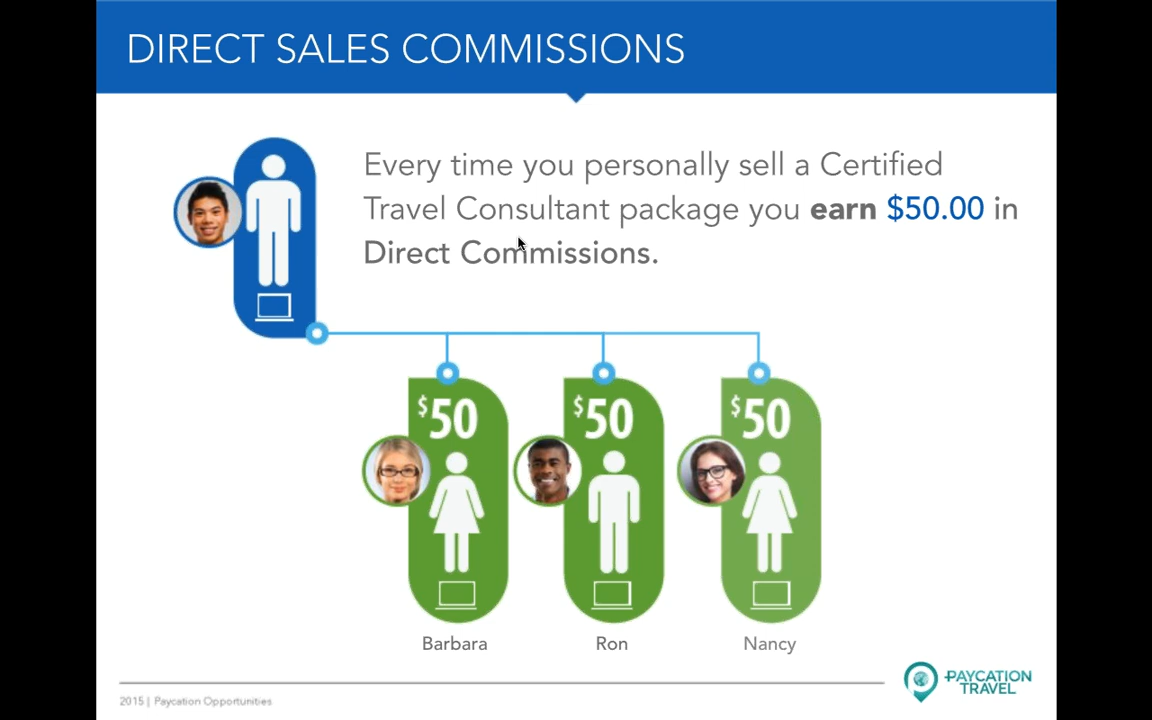 DIRECT SALES COMMISSIONS
Every time you personally sell a Certified
Travel Consultant package you earn $50.00 in
Direct Commissions.
$50 $50 $50
Barbara Ron Nancy
PAYCATION
TRAVEL
2015 | Paycation Opportunities